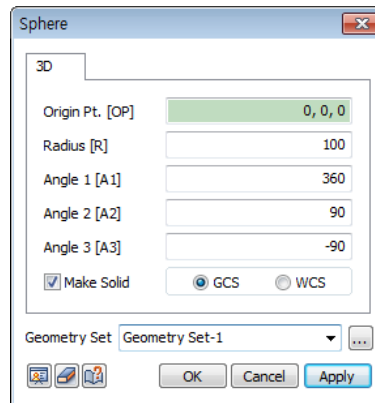 Sphere
3D
Origin Pt. [OP] 0, 0, 0
Radius [R] 100
Angle 1 [A1] 360
Angle 2 [A2] 90
Angle 3 [A3] -90
Make Solid GCS WCS
Geometry Set Geometry Set-1 ...
OK Cancel Apply